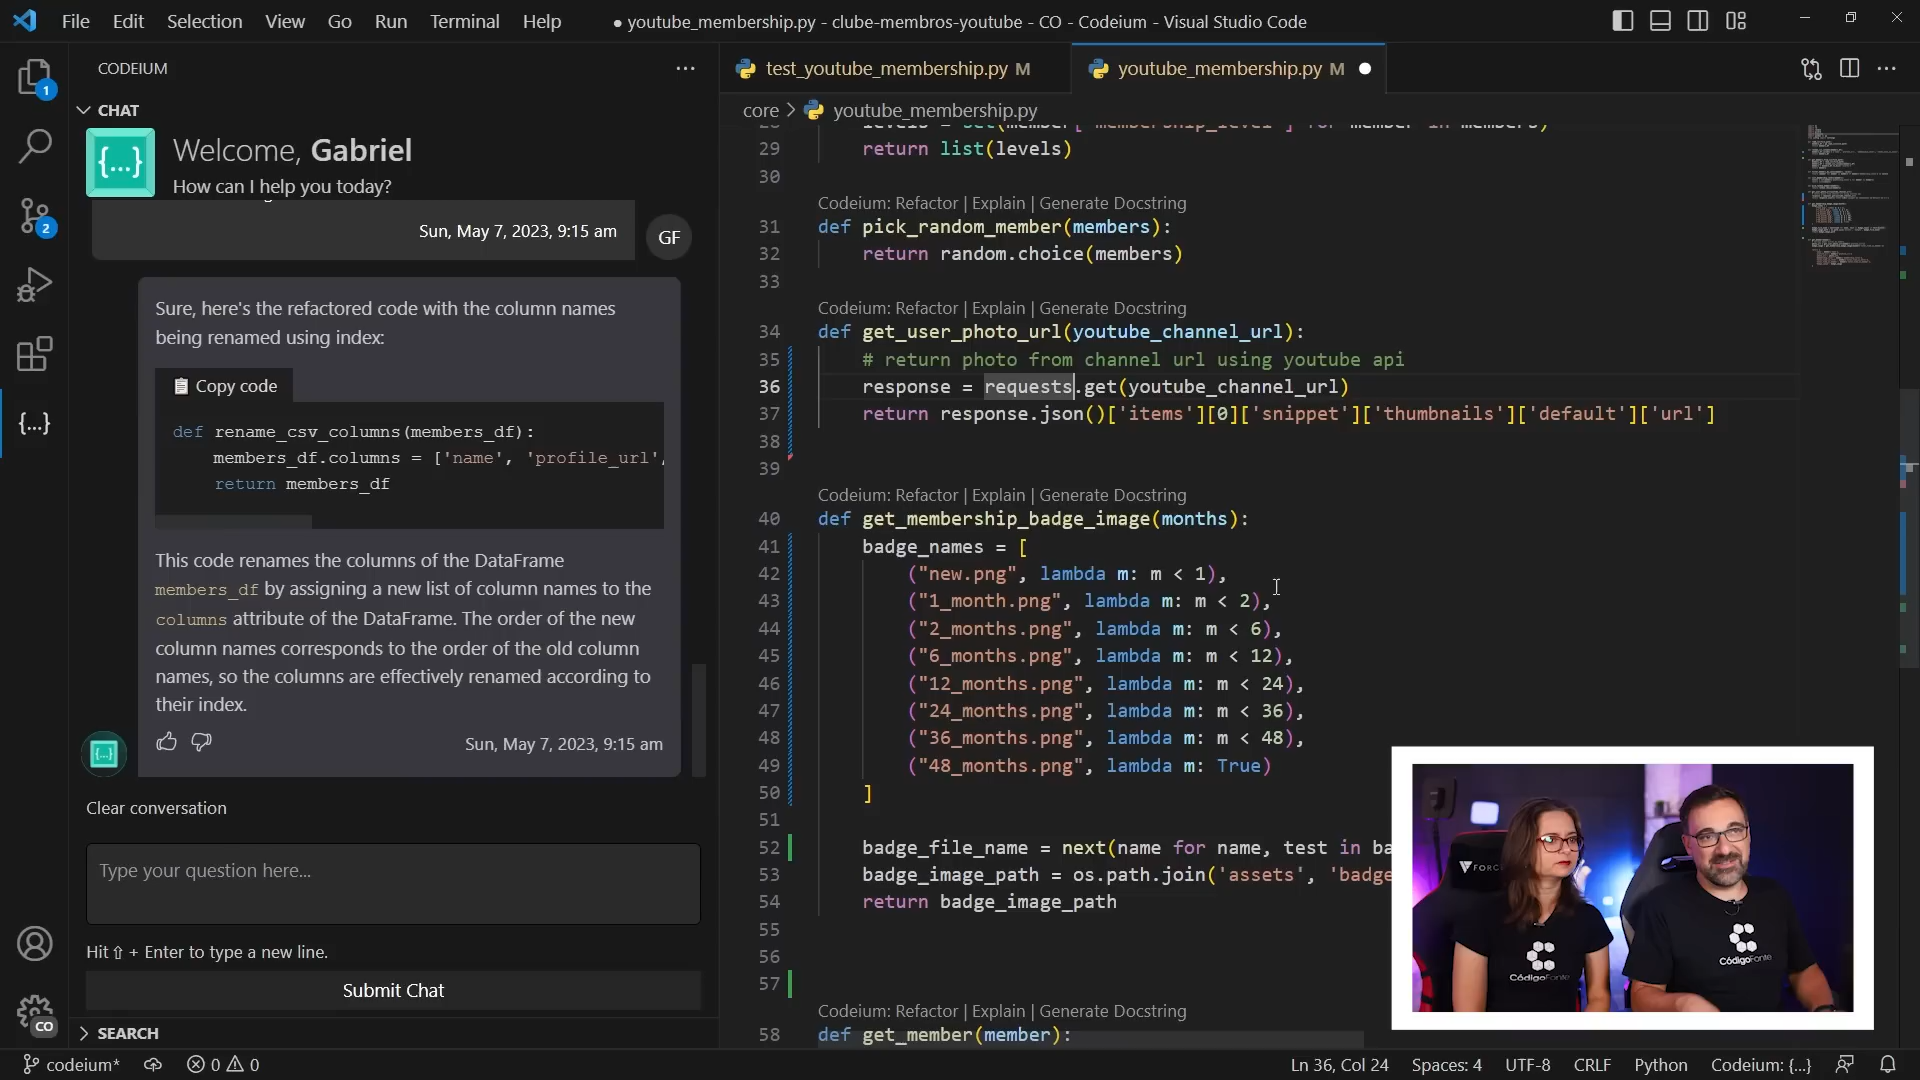 File Edit Selection View Go Run Terminal Help
● youtube_membership.py - clube-membros-youtube - CO - Codeium - Visual Studio Code
CODEIUM
CHAT
Welcome, Gabriel
How can I help you today?
Sun, May 7, 2023, 9:15 am
GF
Sure, here's the refactored code with the column names
being renamed using index:
Copy code
def rename_csv_columns(members_df):
members_df.columns = ['name', 'profile_url',
return members_df
This code renames the columns of the DataFrame
members_df by assigning a new list of column names to the
columns attribute of the DataFrame. The order of the new
column names corresponds to the order of the old column
names, so the columns are effectively renamed according to
their index.
Sun, May 7, 2023, 9:15 am
Clear conversation
Type your question here...
Hit ⇧ + Enter to type a new line.
Submit Chat
SEARCH
1
2
{...}
CO
test_youtube_membership.py M
youtube_membership.py M ●
core > youtube_membership.py
29 return list(levels)
30
Codeium: Refactor | Explain | Generate Docstring
31 def pick_random_member(members):
32 return random.choice(members)
33
Codeium: Refactor | Explain | Generate Docstring
34 def get_user_photo_url(youtube_channel_url):
35 # return photo from channel url using youtube api
36 response = requests.get(youtube_channel_url)
37 return response.json()['items'][0]['snippet']['thumbnails']['default']['url']
38
39
Codeium: Refactor | Explain | Generate Docstring
40 def get_membership_badge_image(months):
41 badge_names = [
42 ("new.png", lambda m: m < 1),
43 ("1_month.png", lambda m: m < 2),
44 ("2_months.png", lambda m: m < 6),
45 ("6_months.png", lambda m: m < 12),
46 ("12_months.png", lambda m: m < 24),
47 ("24_months.png", lambda m: m < 36),
48 ("36_months.png", lambda m: m < 48),
49 ("48_months.png", lambda m: True)
50 ]
51
52 badge_file_name = next(name for name, test in ba
53 badge_image_path = os.path.join('assets', 'badge
54 return badge_image_path
55
56
57
Codeium: Refactor | Explain | Generate Docstring
58 def get_member(member):
CódigoFonte
CódigoFonte
codeium* 0 0
Ln 36, Col 24 Spaces: 4 UTF-8 CRLF Python Codeium: {...}